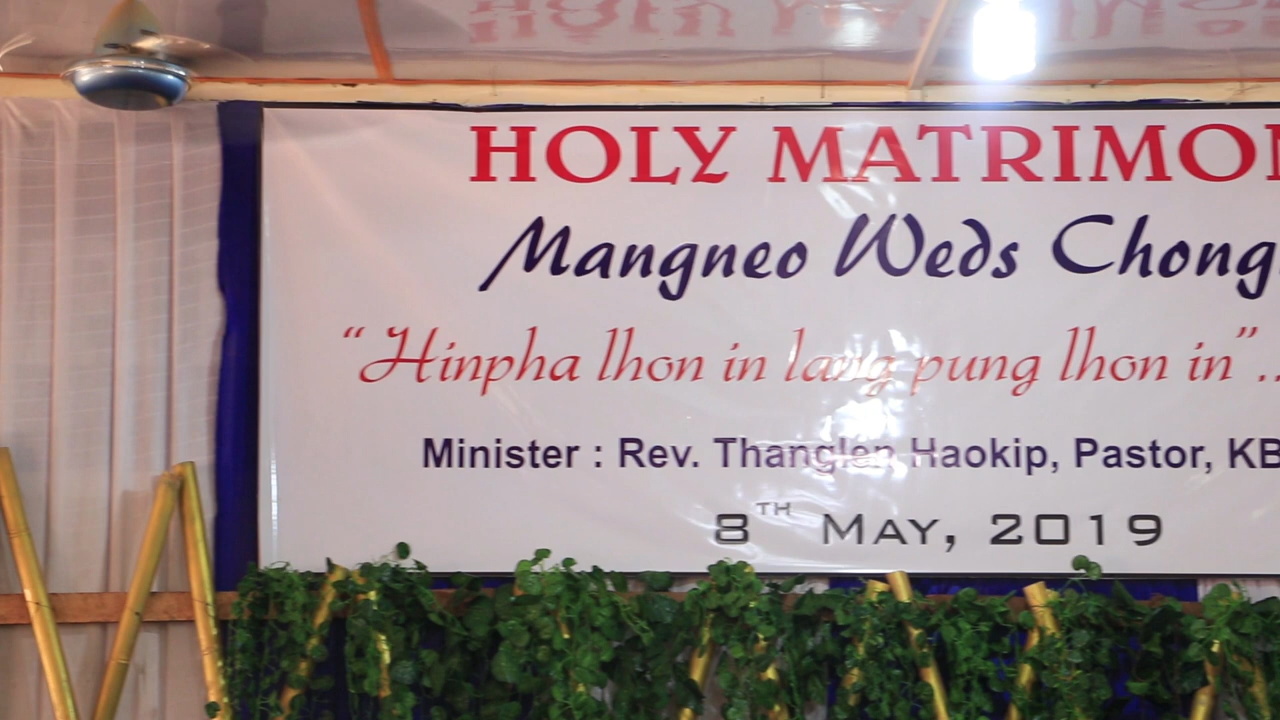 HOLY MATRIMON
Mangneo Weds Chong
“Hinpha lhon in lang pung lhon in”..
Minister : Rev. Thanglen Haokip, Pastor, KB
8TH MAY, 2019